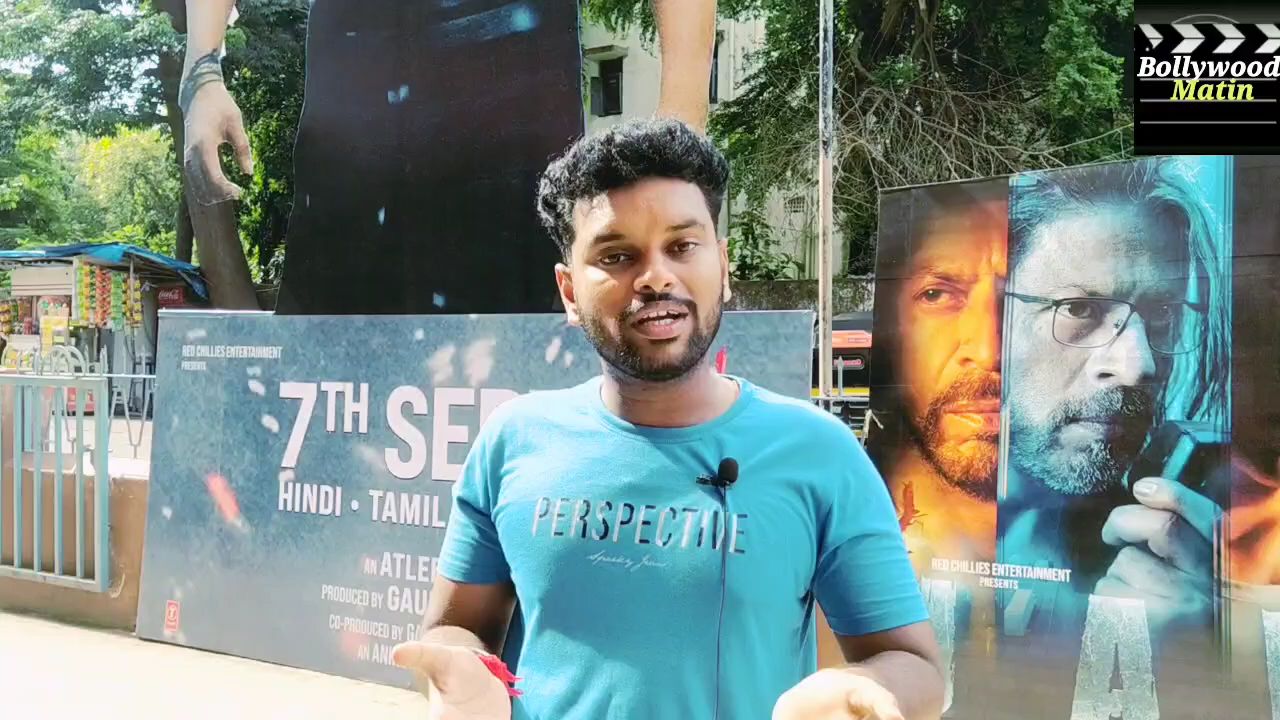 Bollywood
Matin
RED CHILLIES ENTERTAINMENT
PRESENTS
7TH SEP
HINDI • TAMIL
AN ATLE
PRODUCED BY GAU
CO-PRODUCED BY GA
AN
PERSPECTIVE
RED CHILLIES ENTERTAINMENT
PRESENTS
A